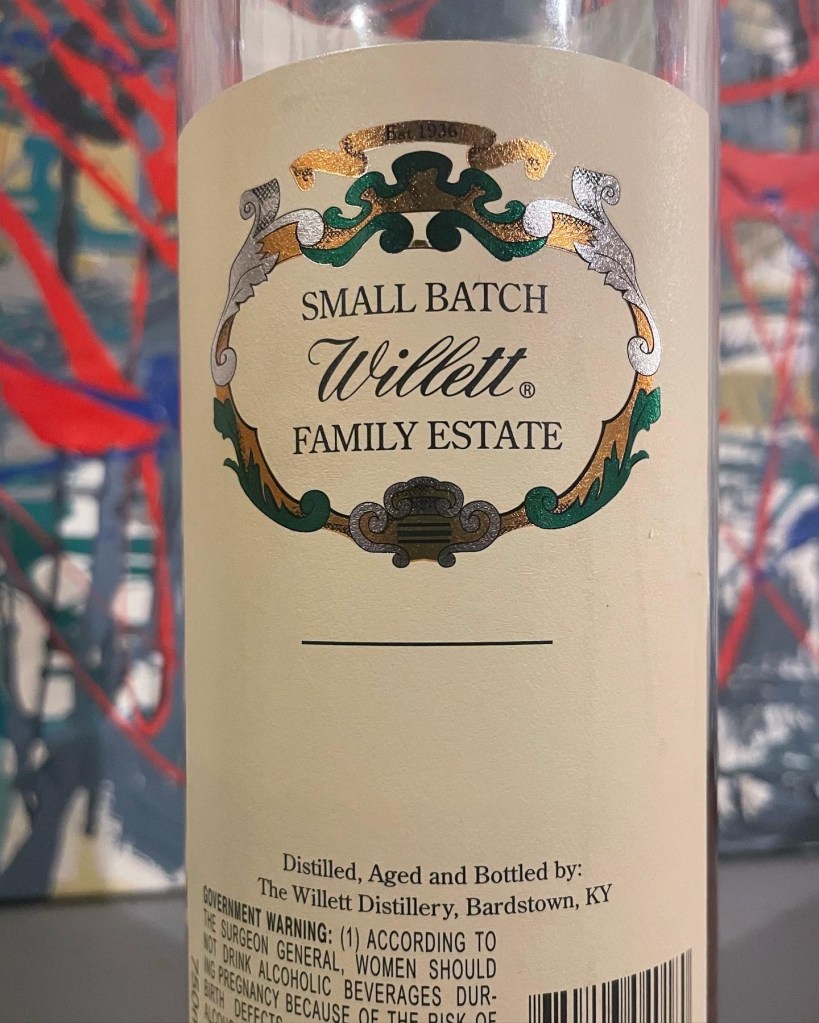 Est 1936
SMALL BATCH
Willett®
FAMILY ESTATE
Distilled, Aged and Bottled by:
The Willett Distillery, Bardstown, KY
GOVERNMENT WARNING: (1) ACCORDING TO
THE SURGEON GENERAL, WOMEN SHOULD
NOT DRINK ALCOHOLIC BEVERAGES DUR-
ING PREGNANCY BECAUSE OF THE RISK OF
BIRTH DEFECTS